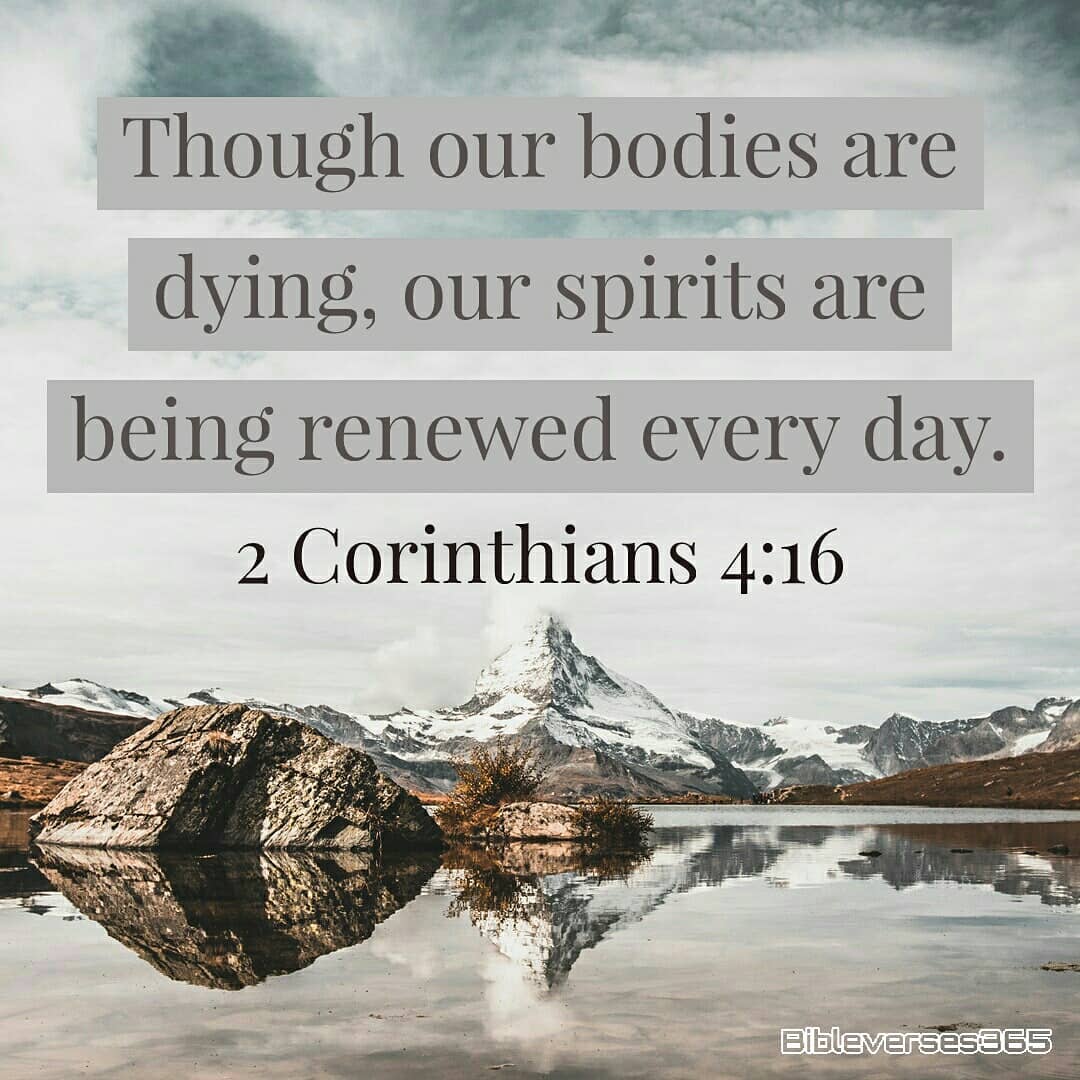 Though our bodies are
dying, our spirits are
being renewed every day.
2 Corinthians 4:16
Bibleverses365